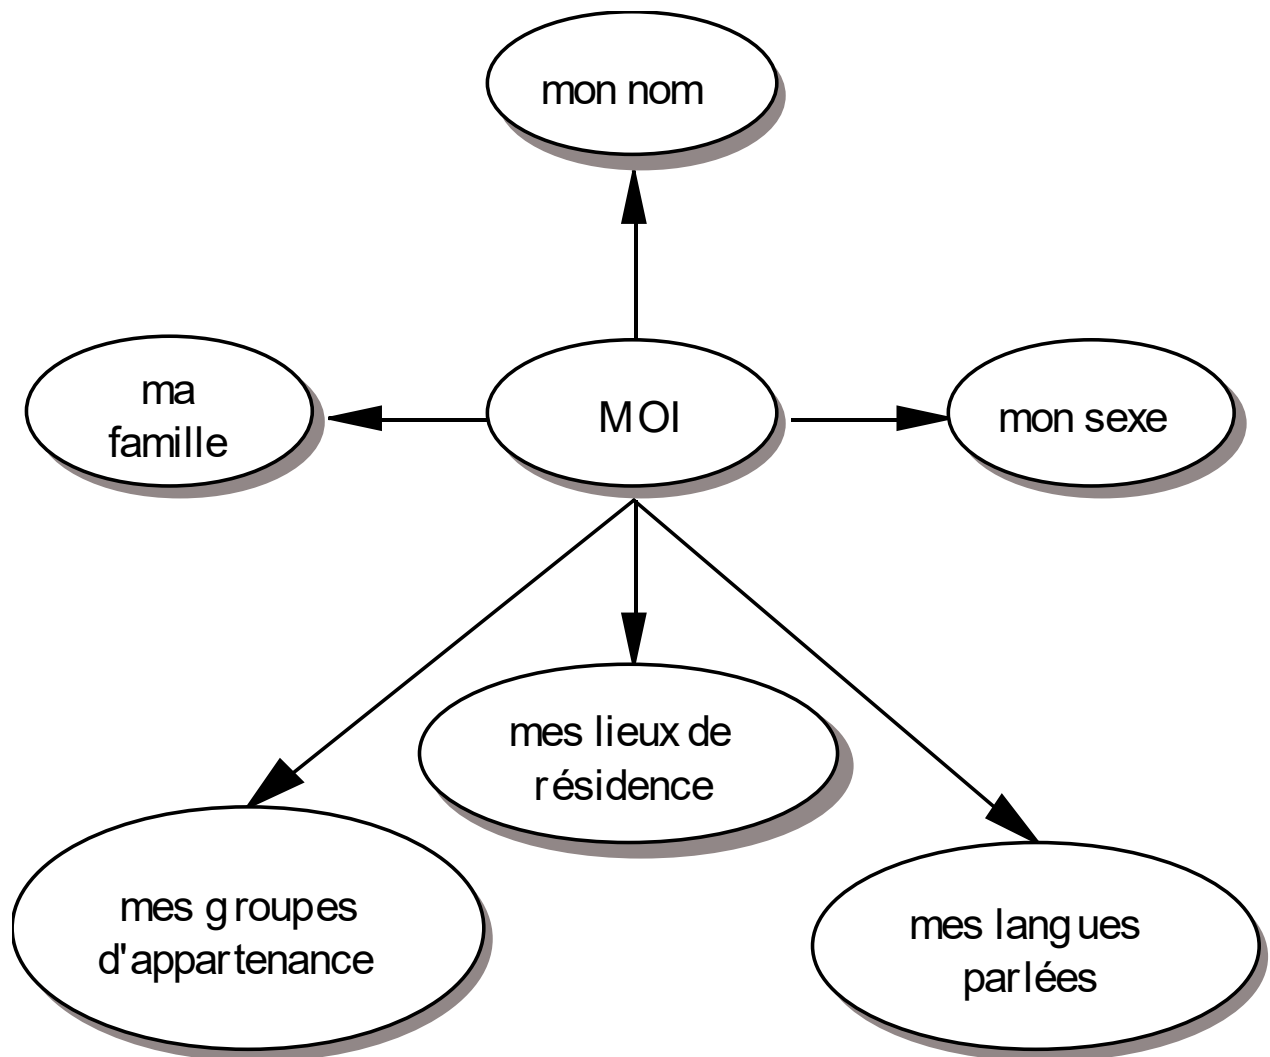 mon nom
ma
famille
MOI
mon sexe
mes lieux de
résidence
mes groupes
d'appartenance
mes langues
parlées